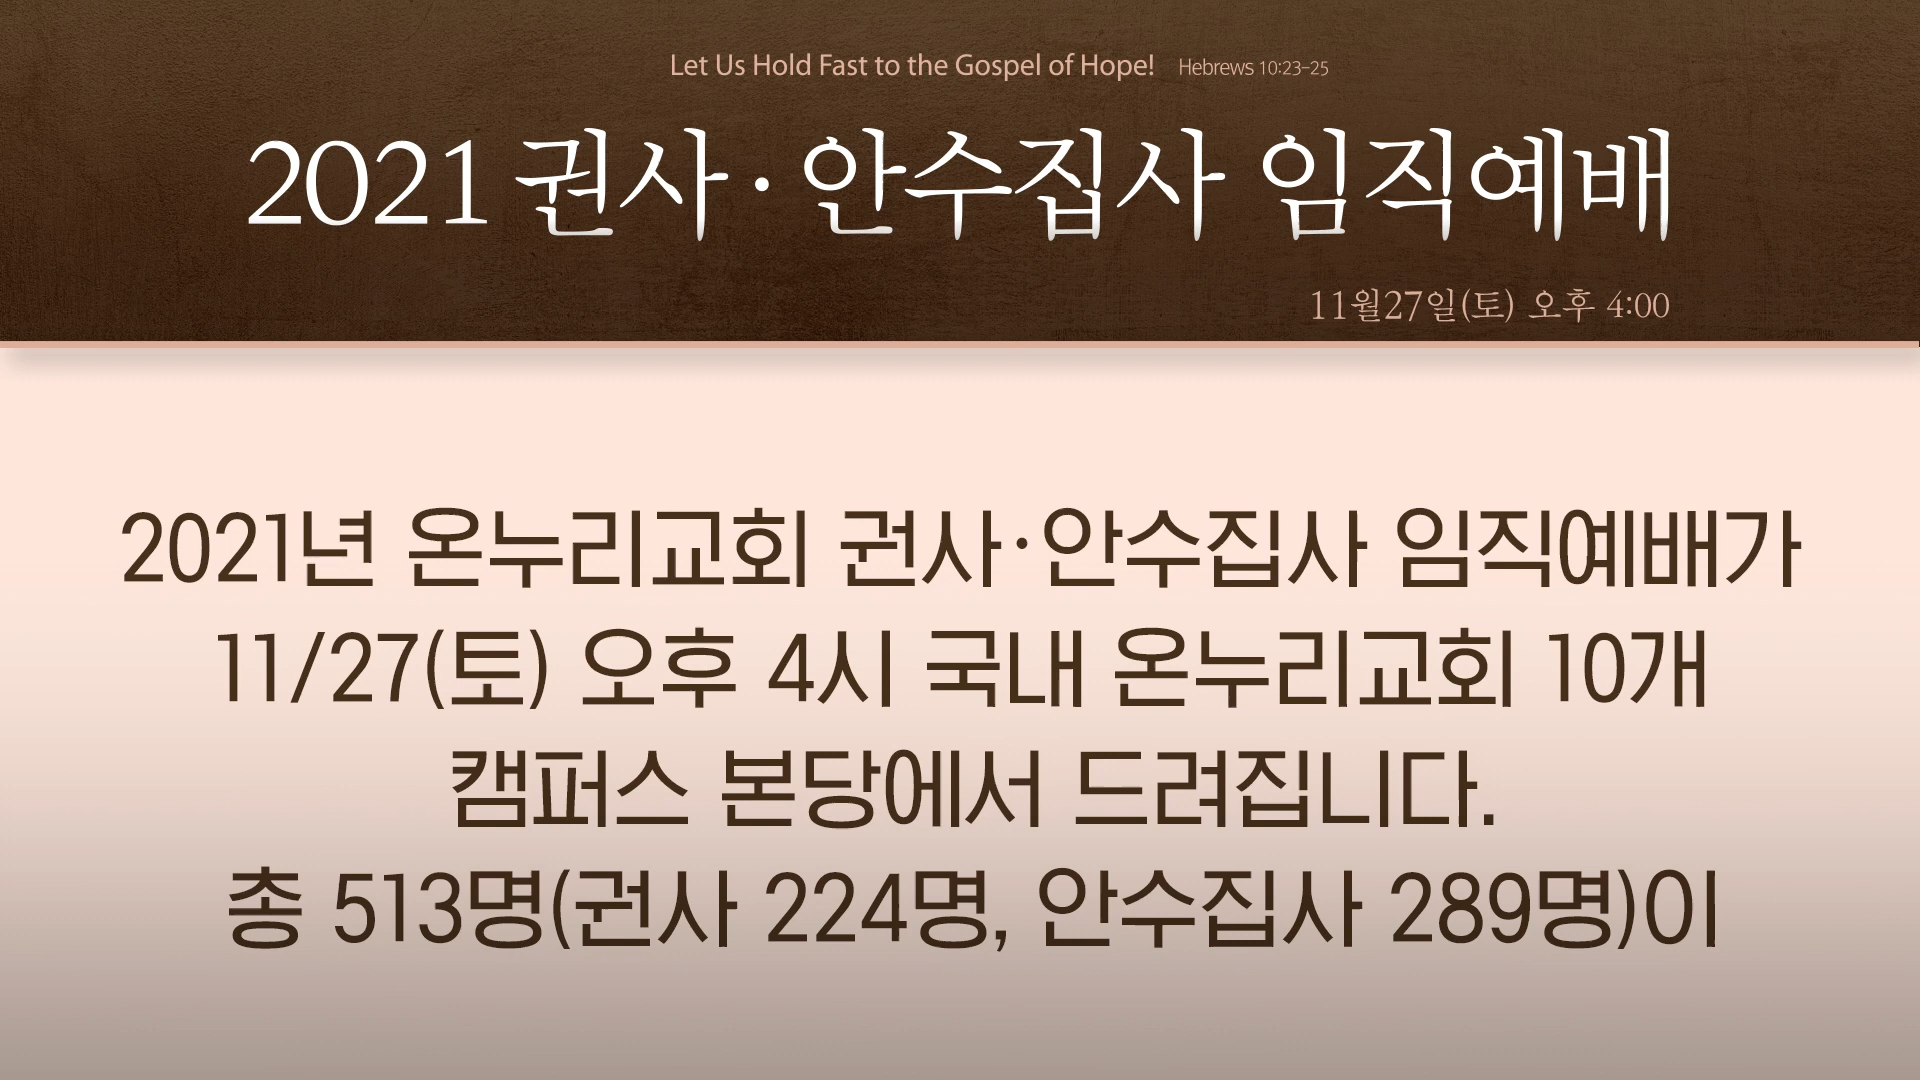 Let Us Hold Fast to the Gospel of Hope! Hebrews 10:23-25
2021 권사 · 안수집사 임직예배
11월27일(토) 오후 4:00
2021년 온누리교회 권사·안수집사 임직예배가
11/27(토) 오후 4시 국내 온누리교회 10개
캠퍼스 본당에서 드려집니다.
총 513명(권사 224명, 안수집사 289명)이